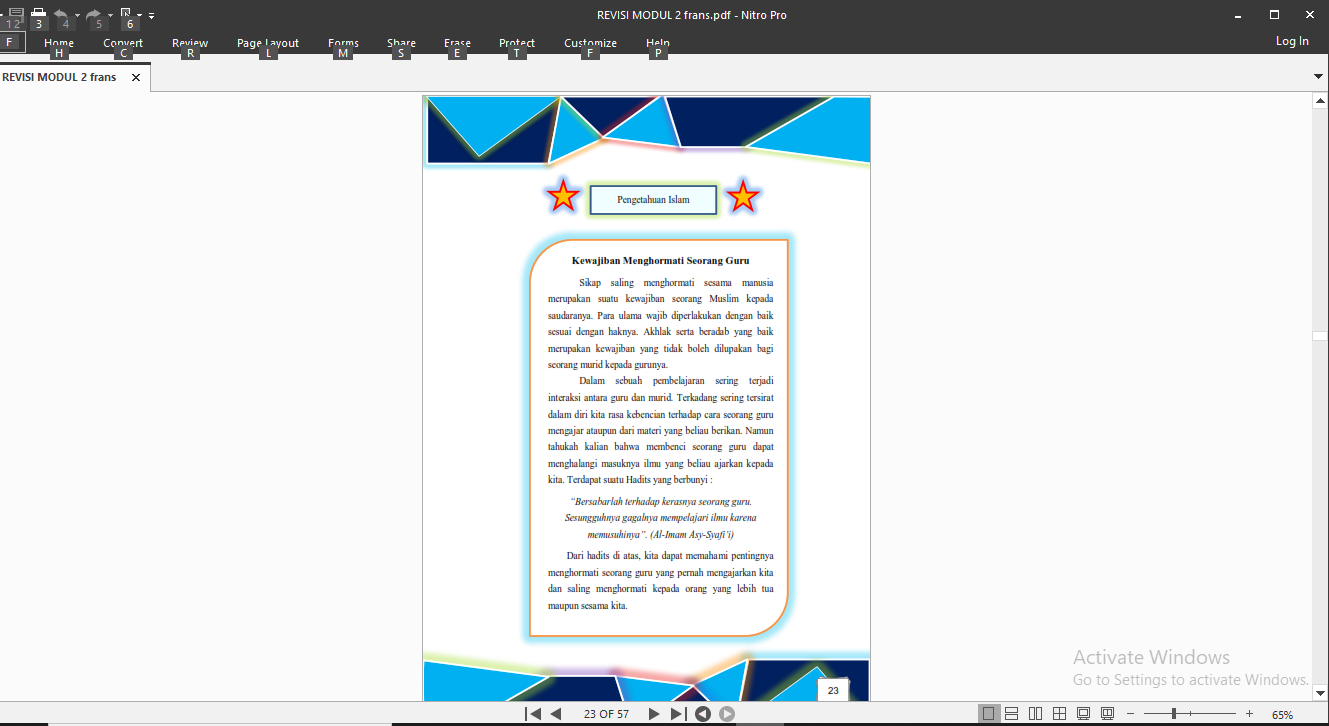 REVISI MODUL 2 frans.pdf - Nitro Pro
12 3 4 5 6
F Home Convert Review Page Layout Forms Share Erase Protect Customize Help Log In
H C R L M S E T F P
REVISI MODUL 2 frans
Pengetahuan Islam
Kewajiban Menghormati Seorang Guru
Sikap saling menghormati sesama manusia
merupakan suatu kewajiban seorang Muslim kepada
saudaranya. Para ulama wajib diperlakukan dengan baik
sesuai dengan haknya. Akhlak serta beradab yang baik
merupakan kewajiban yang tidak boleh dilupakan bagi
seorang murid kepada gurunya.
Dalam sebuah pembelajaran sering terjadi
interaksi antara guru dan murid. Terkadang sering tersirat
dalam diri kita rasa kebencian terhadap cara seorang guru
mengajar ataupun dari materi yang beliau berikan. Namun
tahukah kalian bahwa membenci seorang guru dapat
menghalangi masuknya ilmu yang beliau ajarkan kepada
kita. Terdapat suatu Hadits yang berbunyi :
“Bersabarlah terhadap kerasnya seorang guru.
Sesungguhnya gagalnya mempelajari ilmu karena
memusuhinya”. (Al-Imam Asy-Syafi’i)
Dari hadits di atas, kita dapat memahami pentingnya
menghormati seorang guru yang pernah mengajarkan kita
dan saling menghormati kepada orang yang lebih tua
maupun sesama kita.
23
Activate Windows
Go to Settings to activate Windows.
23 OF 57
65%